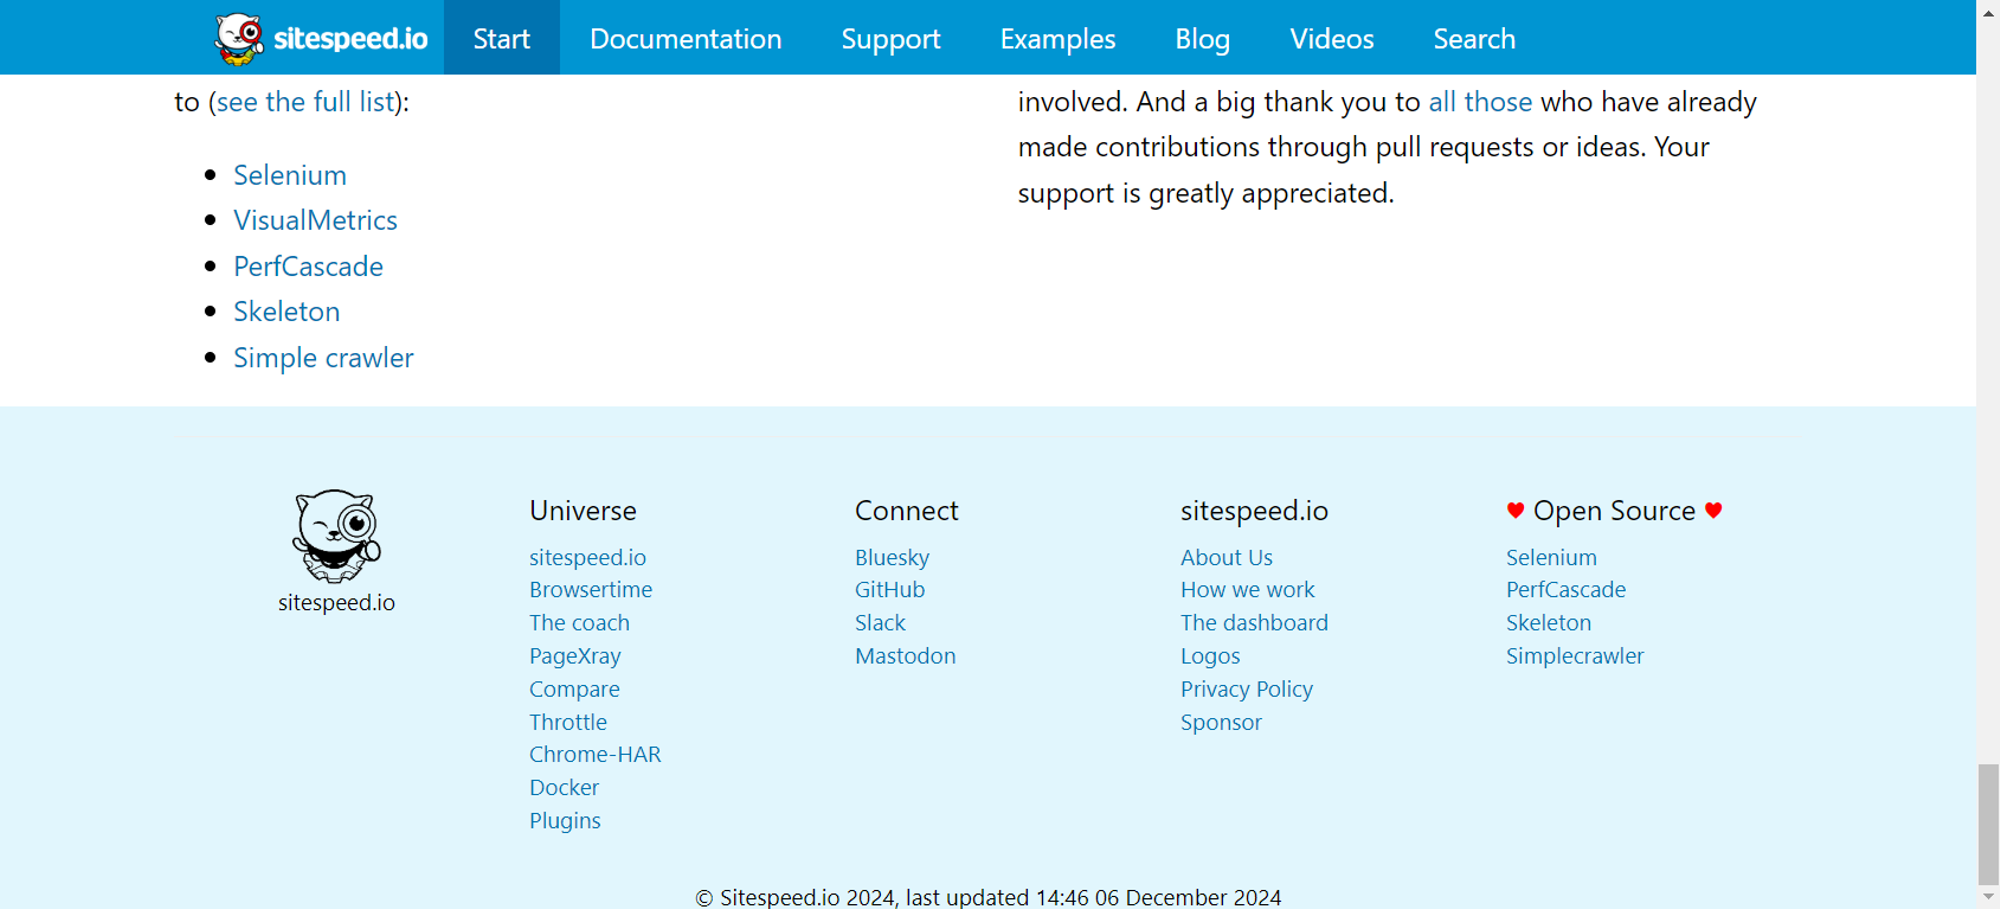 sitespeed.io
Start
Documentation
Support
Examples
Blog
Videos
Search
to (see the full list):
Selenium
VisualMetrics
PerfCascade
Skeleton
Simple crawler
involved. And a big thank you to all those who have already
made contributions through pull requests or ideas. Your
support is greatly appreciated.
sitespeed.io
Universe
sitespeed.io
Browsertime
The coach
PageXray
Compare
Throttle
Chrome-HAR
Docker
Plugins
Connect
Bluesky
GitHub
Slack
Mastodon
sitespeed.io
About Us
How we work
The dashboard
Logos
Privacy Policy
Sponsor
♥ Open Source ♥
Selenium
PerfCascade
Skeleton
Simplecrawler
© Sitespeed.io 2024, last updated 14:46 06 December 2024